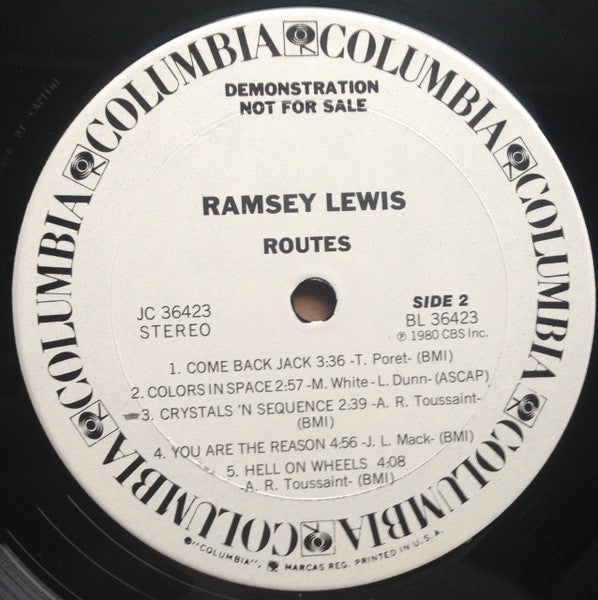 COLUMBIA COLUMBIA COLUMBIA COLUMBIA COLUMBIA COLUMBIA COLUMBIA
DEMONSTRATION
NOT FOR SALE
RAMSEY LEWIS
ROUTES
JC 36423
STEREO
SIDE 2
BL 36423
℗ 1980 CBS Inc.
1. COME BACK JACK 3:36 -T. Poret- (BMI)
2. COLORS IN SPACE 2:57 -M. White - L. Dunn- (ASCAP)
3. CRYSTALS 'N SEQUENCE 2:39 -A. R. Toussaint-
(BMI)
4. YOU ARE THE REASON 4:56 -J. L. Mack- (BMI)
5. HELL ON WHEELS 4:08
-A. R. Toussaint- (BMI)
"COLUMBIA", MARCAS REG. PRINTED IN U.S.A.